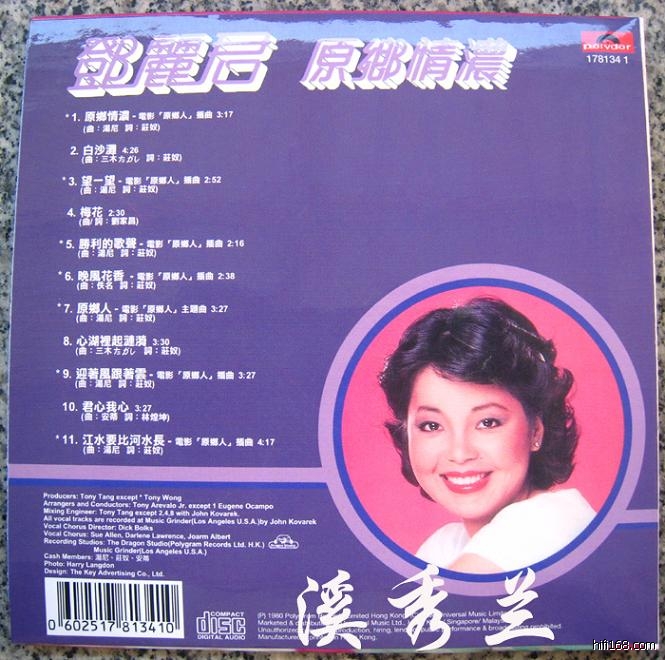 鄧麗君 原鄉情濃
polydor
178134 1
*1. 原鄉情濃 - 電影「原鄉人」插曲 3:17
(曲：湯尼 詞：莊奴)
2. 白沙灘 4:26
(曲：三木たかし 詞：莊奴)
*3. 望一望 - 電影「原鄉人」插曲 2:52
(曲：湯尼 詞：莊奴)
4. 梅花 2:30
(曲/詞：劉家昌)
*5. 勝利的歌聲 - 電影「原鄉人」插曲 2:16
(曲：湯尼 詞：莊奴)
*6. 晚風花香 - 電影「原鄉人」插曲 2:38
(曲：佚名 詞：莊奴)
*7. 原鄉人 - 電影「原鄉人」主題曲 3:27
(曲：湯尼 詞：莊奴)
8. 心湖裡起漣漪 3:30
(曲：三木たかし 詞：莊奴)
*9. 迎著風跟著雲 - 電影「原鄉人」插曲 3:27
(曲：湯尼 詞：莊奴)
10. 君心我心 3:27
(曲：安蒂 詞：林煌坤)
*11. 江水要比河水長 - 電影「原鄉人」插曲 4:17
(曲：湯尼 詞：莊奴)
Producers: Tony Tang except * Tony Wong
Arrangers and Conductors: Tony Arevalo Jr. except 1 Eugene Ocampo
Mixing Engineer: Tony Tang except 2,4,8 with John Kovarek.
All vocal tracks are recorded at Music Grinder(Los Angeles U.S.A.)by John Kovarek
Vocal Chorus Director: Dick Bolks
Vocal Chorus: Sue Allen, Darlene Lawrence, Joarm Albert
Recording Studios: The Dragon Studio(Polygram Records Ltd. H.K.)
Music Grinder(Los Angeles U.S.A.)
Cash Members: 湯尼、莊奴、安蒂
Photo: Harry Langdon
Design: The Key Advertising Co., Ltd.
0 602517 813410
COMPACT
disc
DIGITAL AUDIO
溪秀兰
hifi168.com